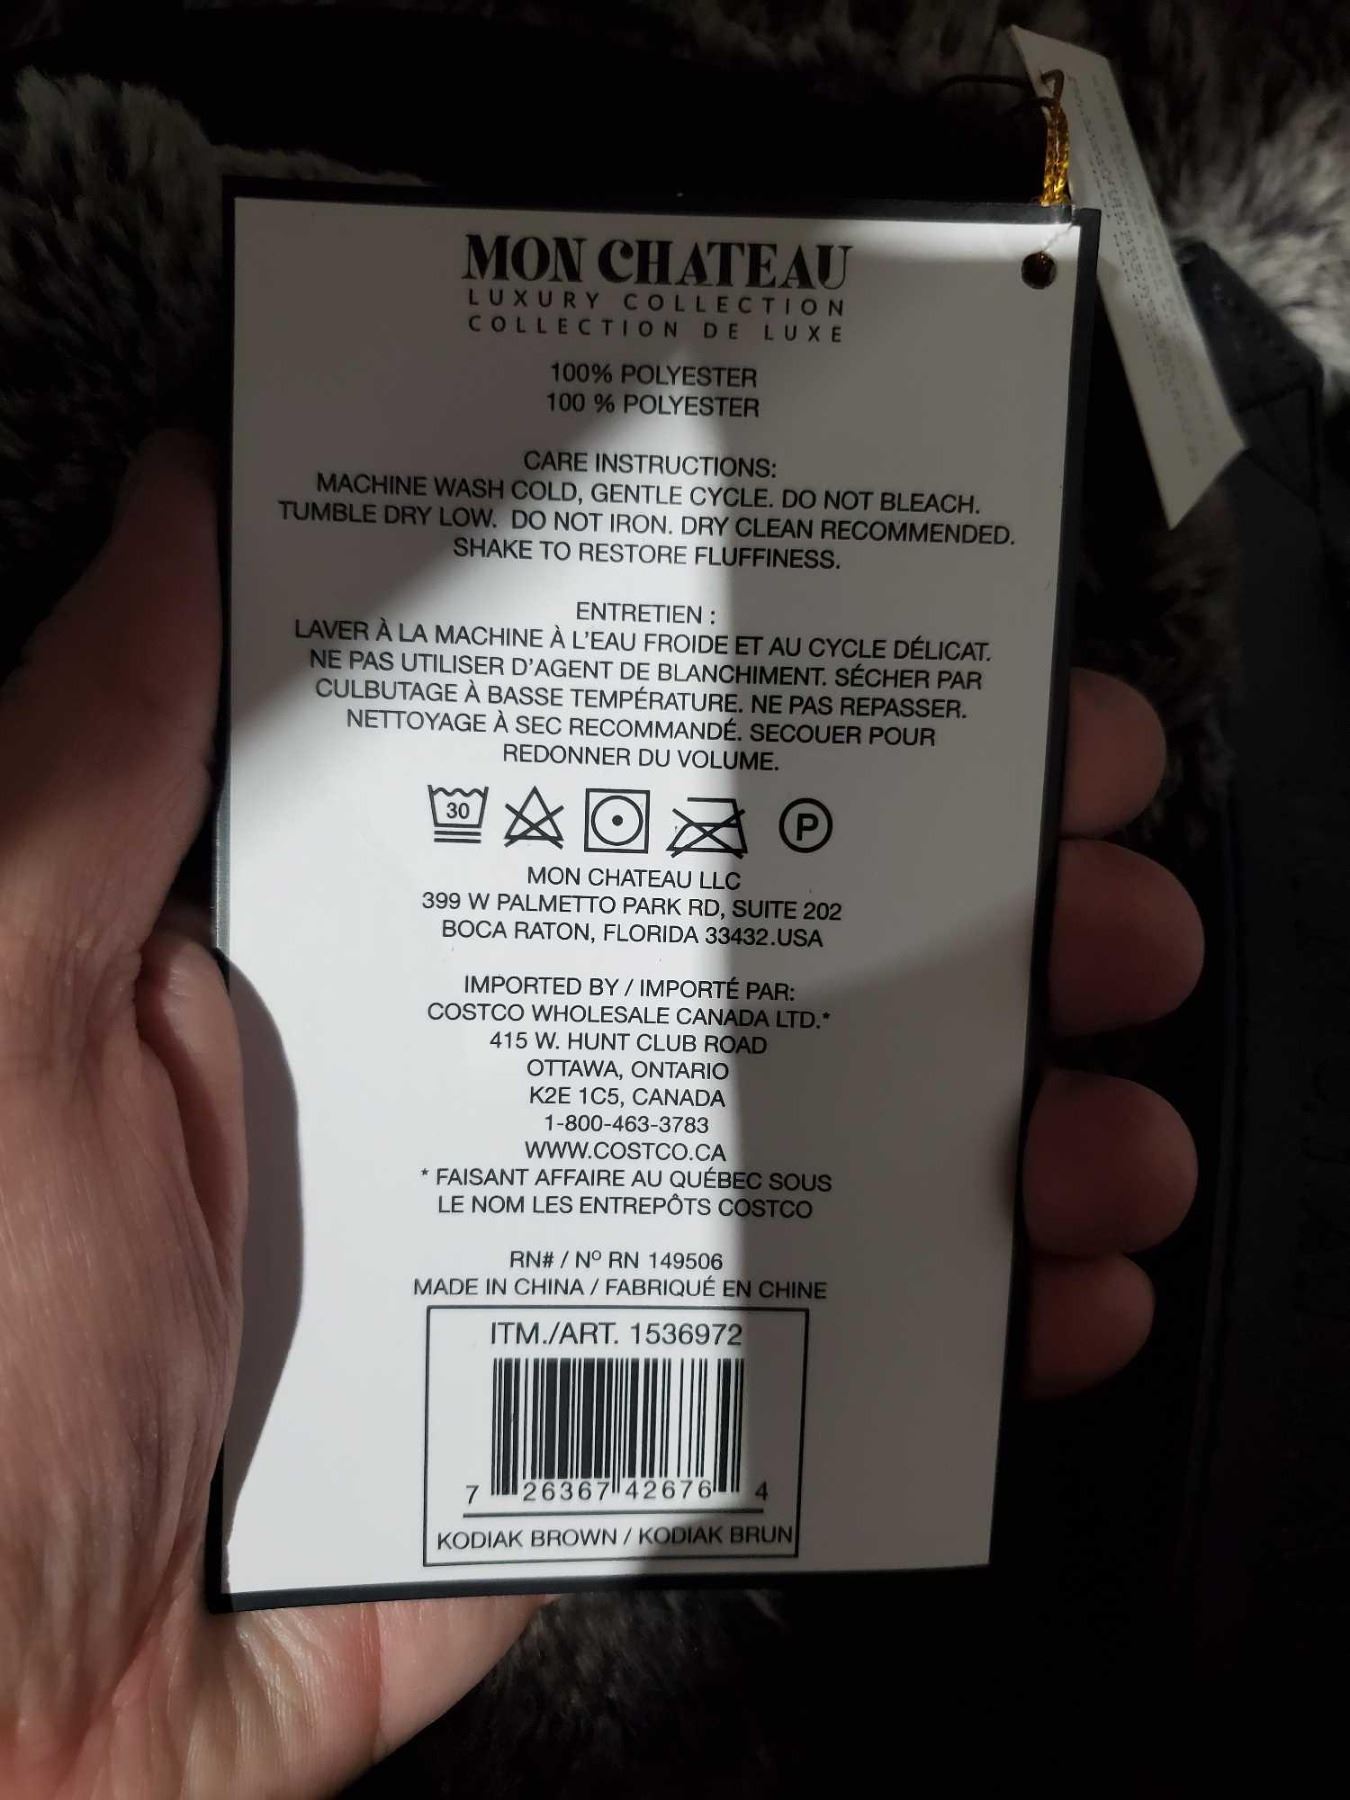 MON CHATEAU
LUXURY COLLECTION
COLLECTION DE LUXE
100% POLYESTER
100 % POLYESTER
CARE INSTRUCTIONS:
MACHINE WASH COLD, GENTLE CYCLE. DO NOT BLEACH.
TUMBLE DRY LOW. DO NOT IRON. DRY CLEAN RECOMMENDED.
SHAKE TO RESTORE FLUFFINESS.
ENTRETIEN :
LAVER À LA MACHINE À L'EAU FROIDE ET AU CYCLE DÉLICAT.
NE PAS UTILISER D'AGENT DE BLANCHIMENT. SÉCHER PAR
CULBUTAGE À BASSE TEMPÉRATURE. NE PAS REPASSER.
NETTOYAGE À SEC RECOMMANDÉ. SECOUER POUR
REDONNER DU VOLUME.
30 P
MON CHATEAU LLC
399 W PALMETTO PARK RD, SUITE 202
BOCA RATON, FLORIDA 33432.USA
IMPORTED BY / IMPORTÉ PAR:
COSTCO WHOLESALE CANADA LTD.*
415 W. HUNT CLUB ROAD
OTTAWA, ONTARIO
K2E 1C5, CANADA
1-800-463-3783
WWW.COSTCO.CA
* FAISANT AFFAIRE AU QUÉBEC SOUS
LE NOM LES ENTREPÔTS COSTCO
RN# / Nº RN 149506
MADE IN CHINA / FABRIQUÉ EN CHINE
ITM./ART. 1536972
7 26367 42676 4
KODIAK BROWN / KODIAK BRUN